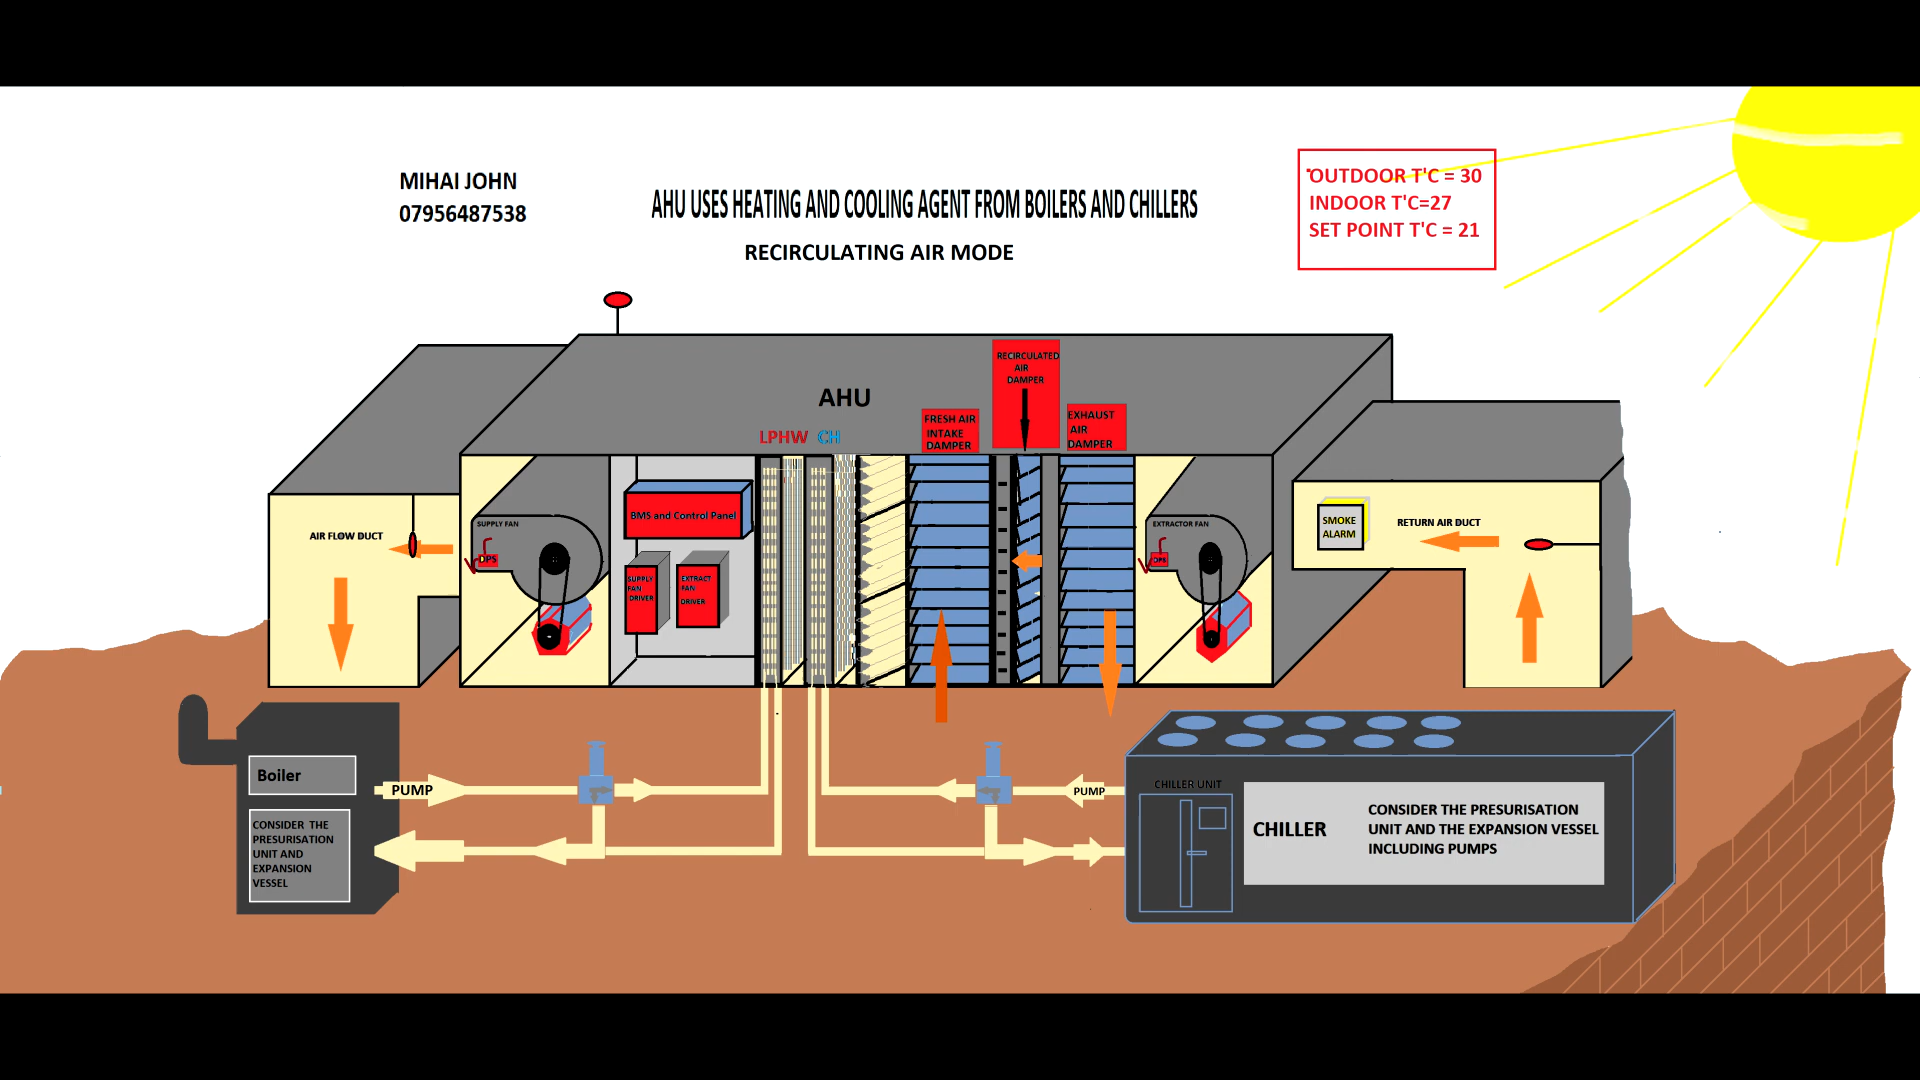 MIHAI JOHN
07956487538
AHU USES HEATING AND COOLING AGENT FROM BOILERS AND CHILLERS
RECIRCULATING AIR MODE
OUTDOOR T'C = 30
INDOOR T'C=27
SET POINT T'C = 21
RECIRCULATED
AIR
DAMPER
AHU
LPHW CH
FRESH AIR
INTAKE
DAMPER
EXHAUST
AIR
DAMPER
AIR FLOW DUCT
SUPPLY FAN
DPS
BMS and Control Panel
SUPPLY
FAN
DRIVER
EXTRACT
FAN
DRIVER
EXTRACTOR FAN
DPS
SMOKE
ALARM
RETURN AIR DUCT
Boiler
CONSIDER THE
PRESURISATION
UNIT AND
EXPANSION
VESSEL
PUMP
PUMP
CHILLER UNIT
CHILLER
CONSIDER THE PRESURISATION
UNIT AND THE EXPANSION VESSEL
INCLUDING PUMPS